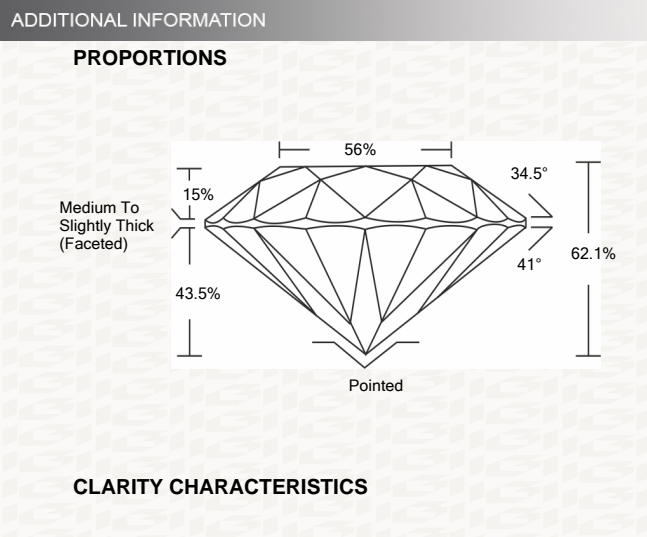 ADDITIONAL INFORMATION
PROPORTIONS
56%
34.5°
15%
Medium To
Slightly Thick
(Faceted)
62.1%
41°
43.5%
Pointed
CLARITY CHARACTERISTICS